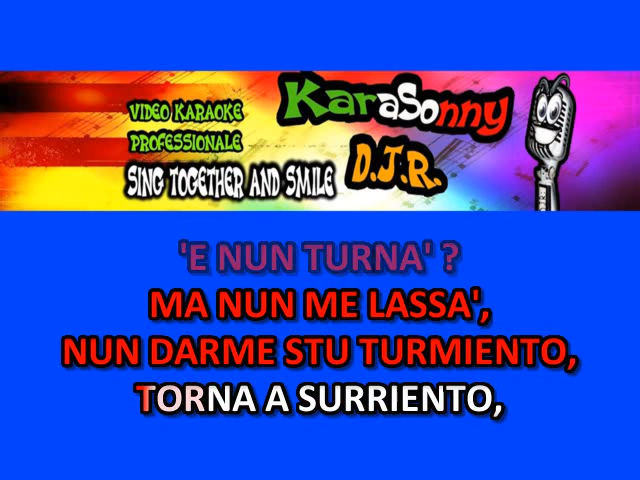 VIDEO KARAOKE
PROFESSIONALE
SING TOGETHER AND SMILE
KaraSonny
D.J.R.
'E NUN TURNA' ?
MA NUN ME LASSA',
NUN DARME STU TURMIENTO,
TORNA A SURRIENTO,